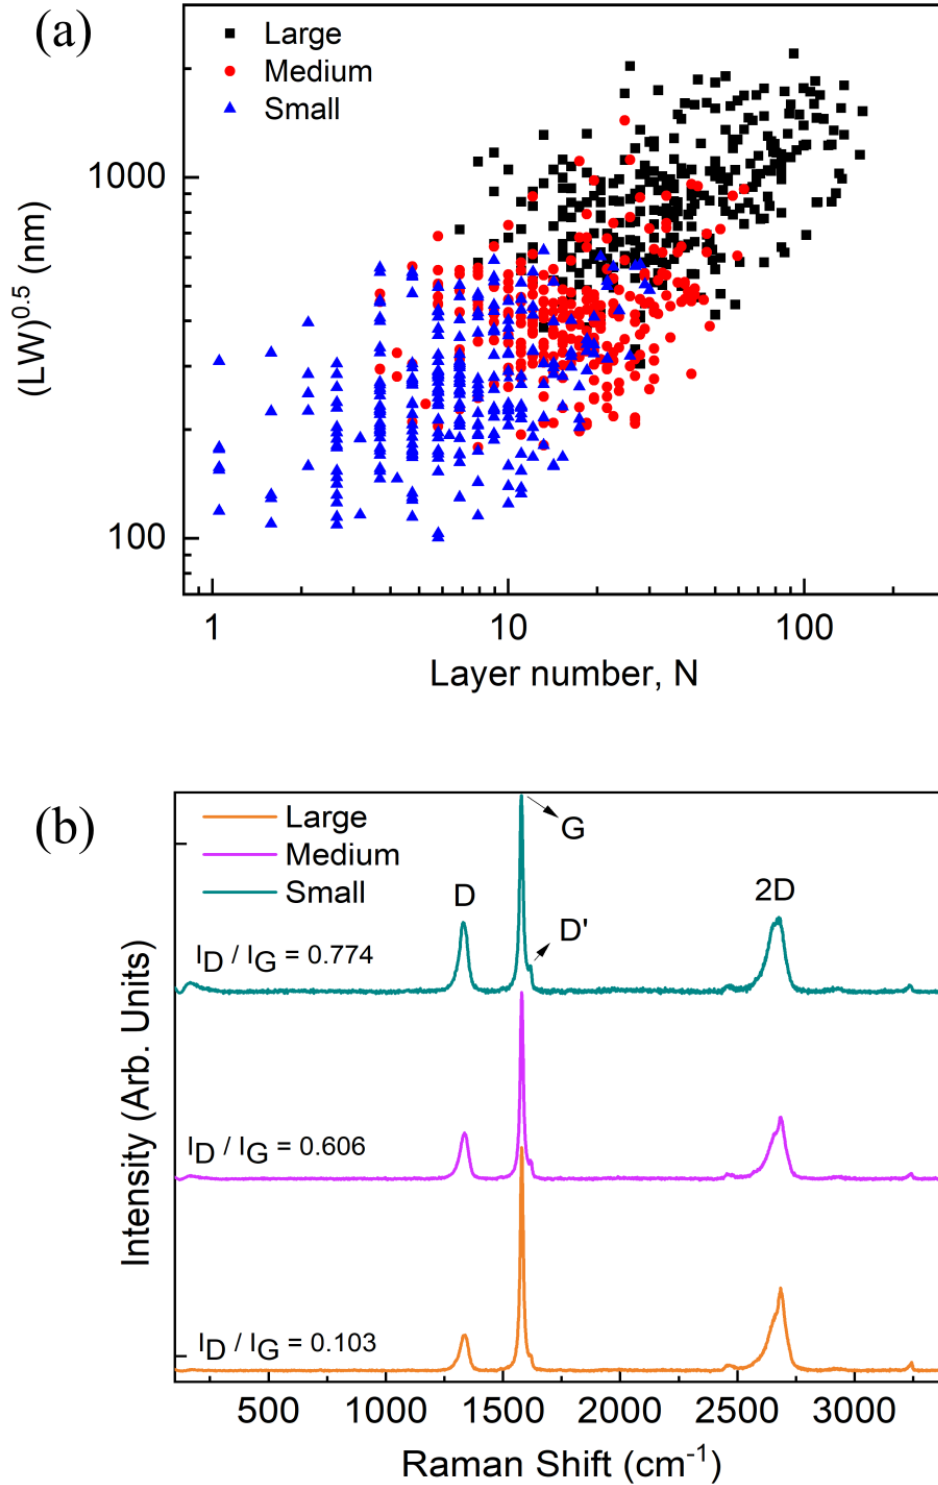 (a)
Large
Medium
Small
1000
100
(LW)^0.5 (nm)
1 10 100
Layer number, N
(b)
Large
Medium
Small
G
D
D'
2D
I_D / I_G = 0.774
I_D / I_G = 0.606
I_D / I_G = 0.103
Intensity (Arb. Units)
500 1000 1500 2000 2500 3000
Raman Shift (cm^-1)